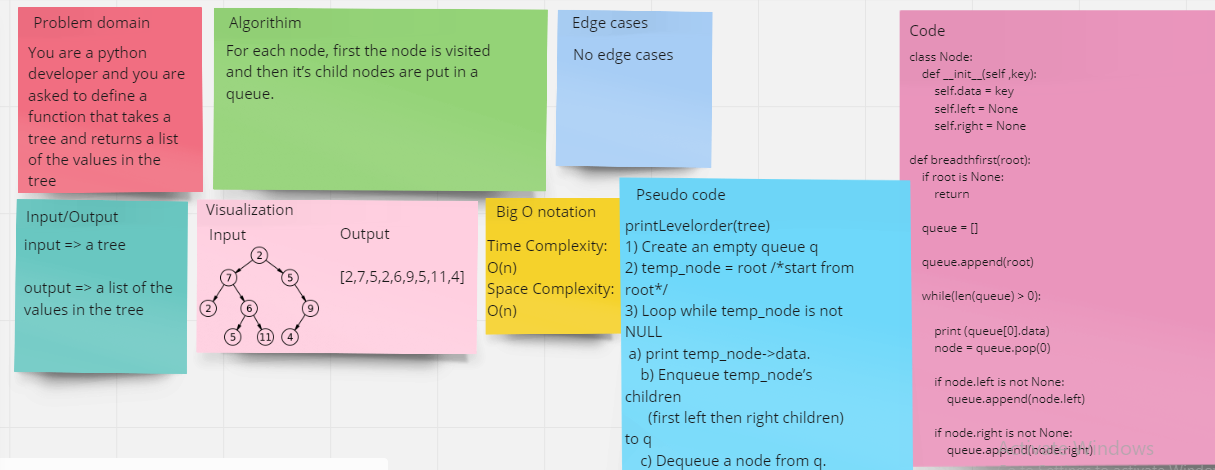 Problem domain
You are a python
developer and you are
asked to define a
function that takes a
tree and returns a list
of the values in the
tree
Algorithim
For each node, first the node is visited
and then it's child nodes are put in a
queue.
Edge cases
No edge cases
Input/Output
input => a tree
output => a list of the
values in the tree
Visualization
Input
Output
2
7
5
2
6
9
5
11
4
[2,7,5,2,6,9,5,11,4]
Big O notation
Time Complexity:
O(n)
Space Complexity:
O(n)
Pseudo code
printLevelorder(tree)
1) Create an empty queue q
2) temp_node = root /*start from
root*/
3) Loop while temp_node is not
NULL
a) print temp_node->data.
b) Enqueue temp_node's
children
(first left then right children)
to q
c) Dequeue a node from q.
Code
class Node:
def __init__(self ,key):
self.data = key
self.left = None
self.right = None
def breadthfirst(root):
if root is None:
return
queue = []
queue.append(root)
while(len(queue) > 0):
print (queue[0].data)
node = queue.pop(0)
if node.left is not None:
queue.append(node.left)
if node.right is not None:
queue.append(node.right)
Activate Windows